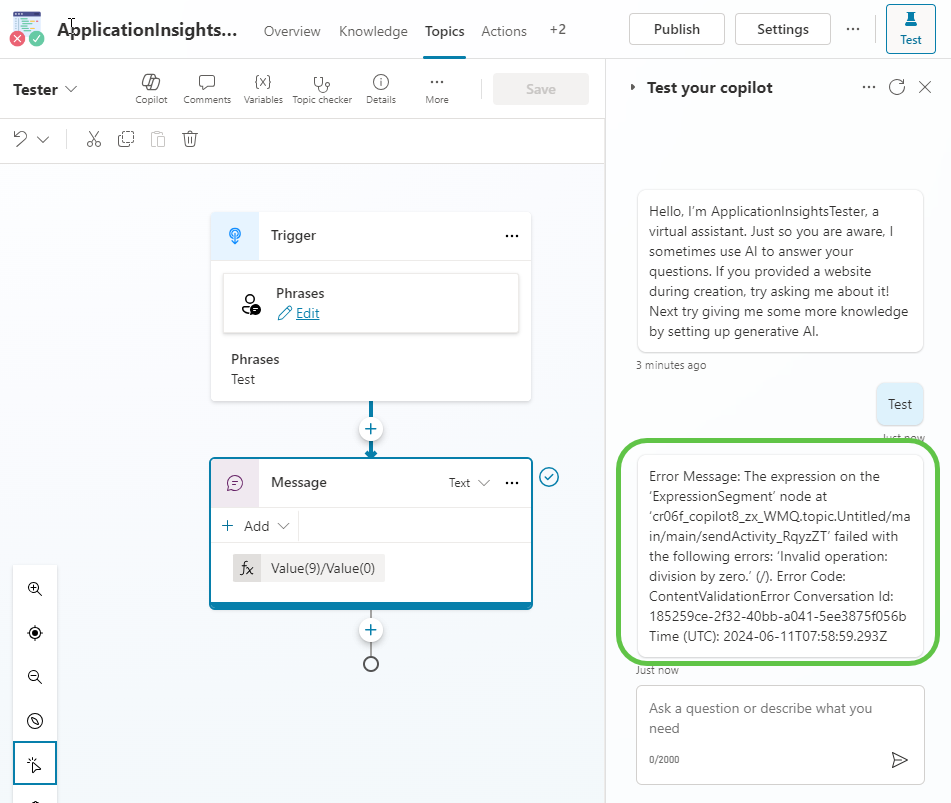 ApplicationInsights...
Overview
Knowledge
Topics
Actions
+2
Publish
Settings
Test
Tester
Copilot
Comments
{x}
Variables
Topic checker
Details
More
Save
Trigger
Phrases
Edit
Phrases
Test
Message
Text
Add
fx
Value(9)/Value(0)
Test your copilot
Hello, I'm ApplicationInsightsTester, a
virtual assistant. Just so you are aware, I
sometimes use AI to answer your
questions. If you provided a website
during creation, try asking me about it!
Next try giving me some more knowledge
by setting up generative AI.
3 minutes ago
Test
Just now
Error Message: The expression on the
'ExpressionSegment' node at
'cr06f_copilot8_zx_WMQ.topic.Untitled/ma
in/main/sendActivity_RqyzZT' failed with
the following errors: 'Invalid operation:
division by zero.' (/). Error Code:
ContentValidationError Conversation Id:
185259ce-2f32-40bb-a041-5ee3875f056b
Time (UTC): 2024-06-11T07:58:59.293Z
Just now
Ask a question or describe what you
need
0/2000